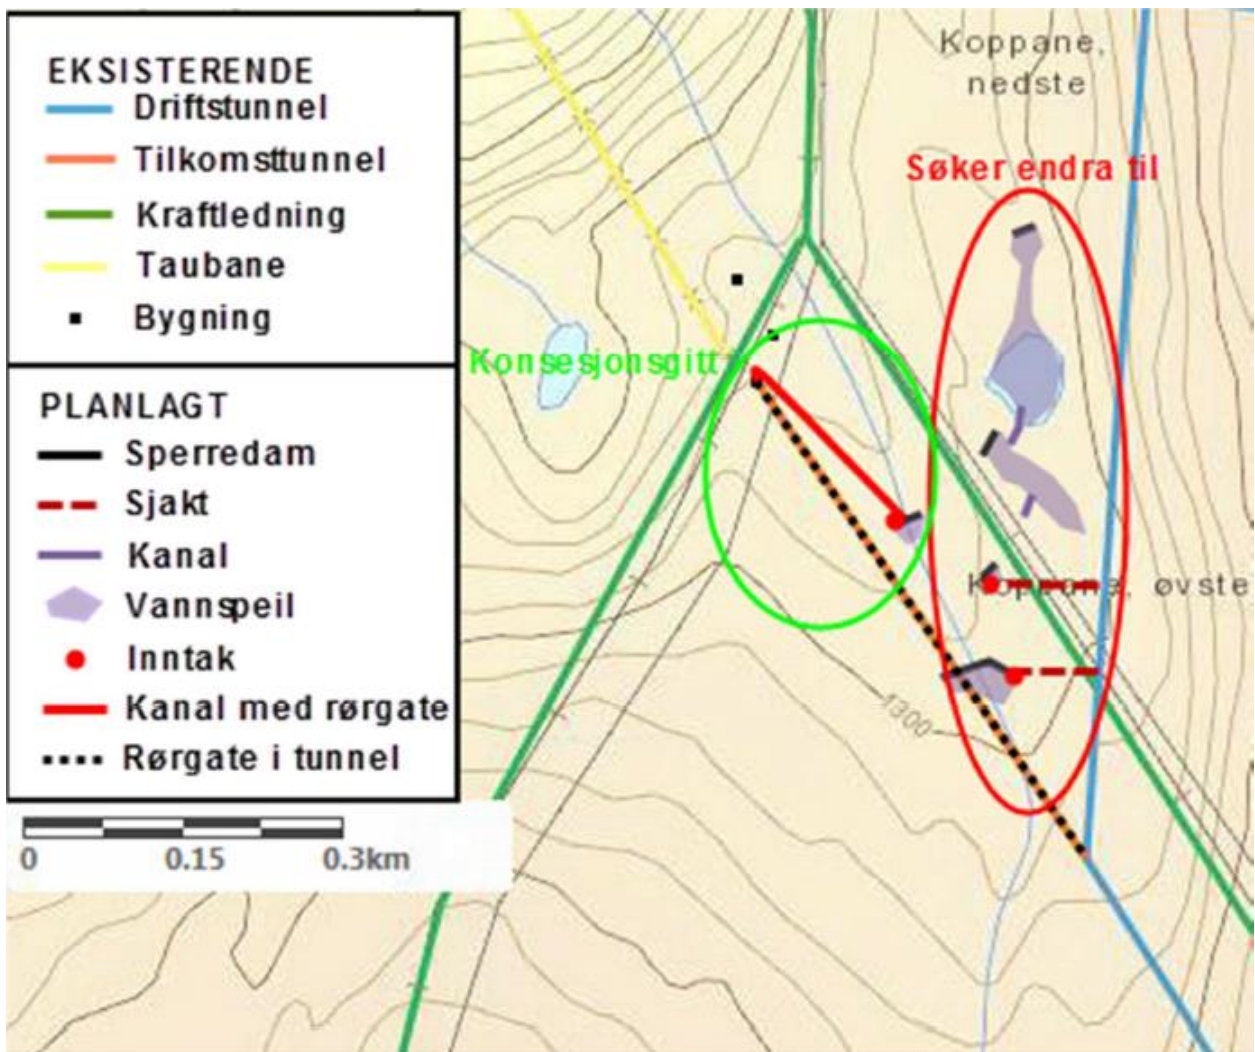 EKSISTERENDE
Driftstunnel
Tilkomsttunnel
Kraftledning
Taubane
Bygning
PLANLAGT
Sperredam
Sjakt
Kanal
Vannspeil
Inntak
Kanal med rørgate
Rørgate i tunnel
0 0.15 0.3km
Koppane,
nedste
Søker endra til
Konsesjonsgitt
Koppane, øvste
1300